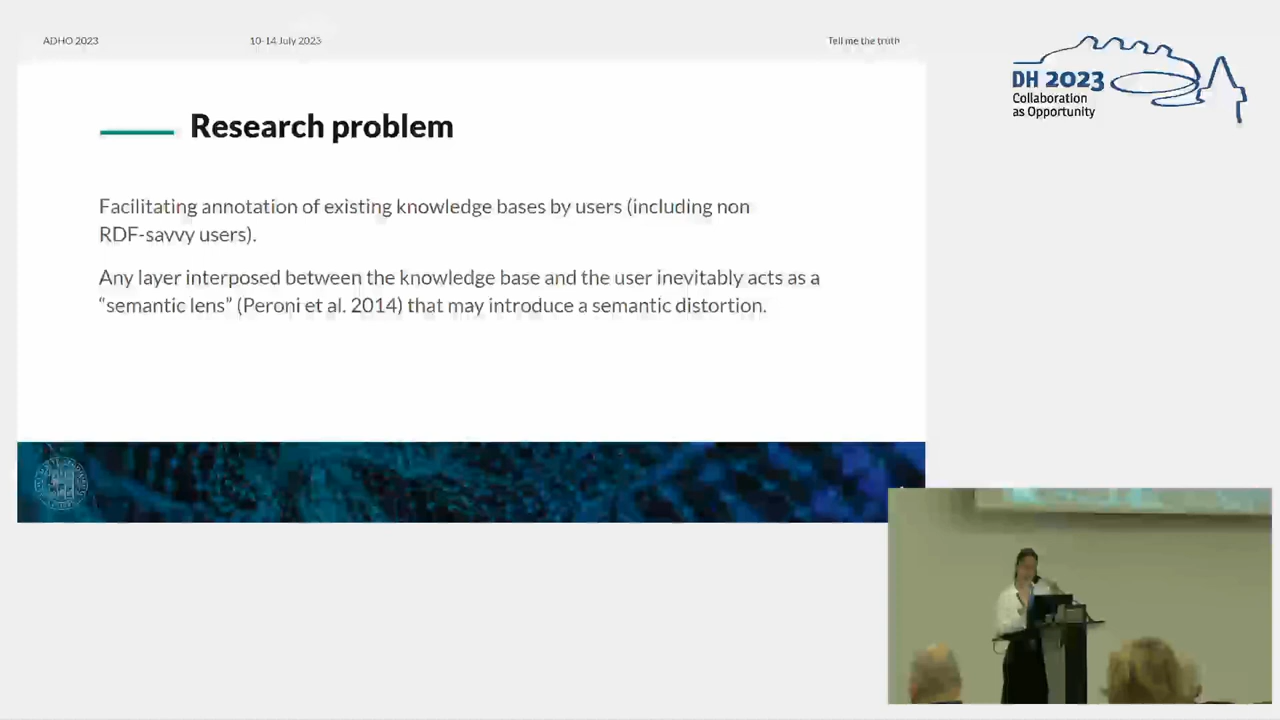 ADHO 2023
10-14 July 2023
Tell me the truth
DH 2023
Collaboration
as Opportunity
Research problem
Facilitating annotation of existing knowledge bases by users (including non
RDF-savvy users).
Any layer interposed between the knowledge base and the user inevitably acts as a
“semantic lens” (Peroni et al. 2014) that may introduce a semantic distortion.